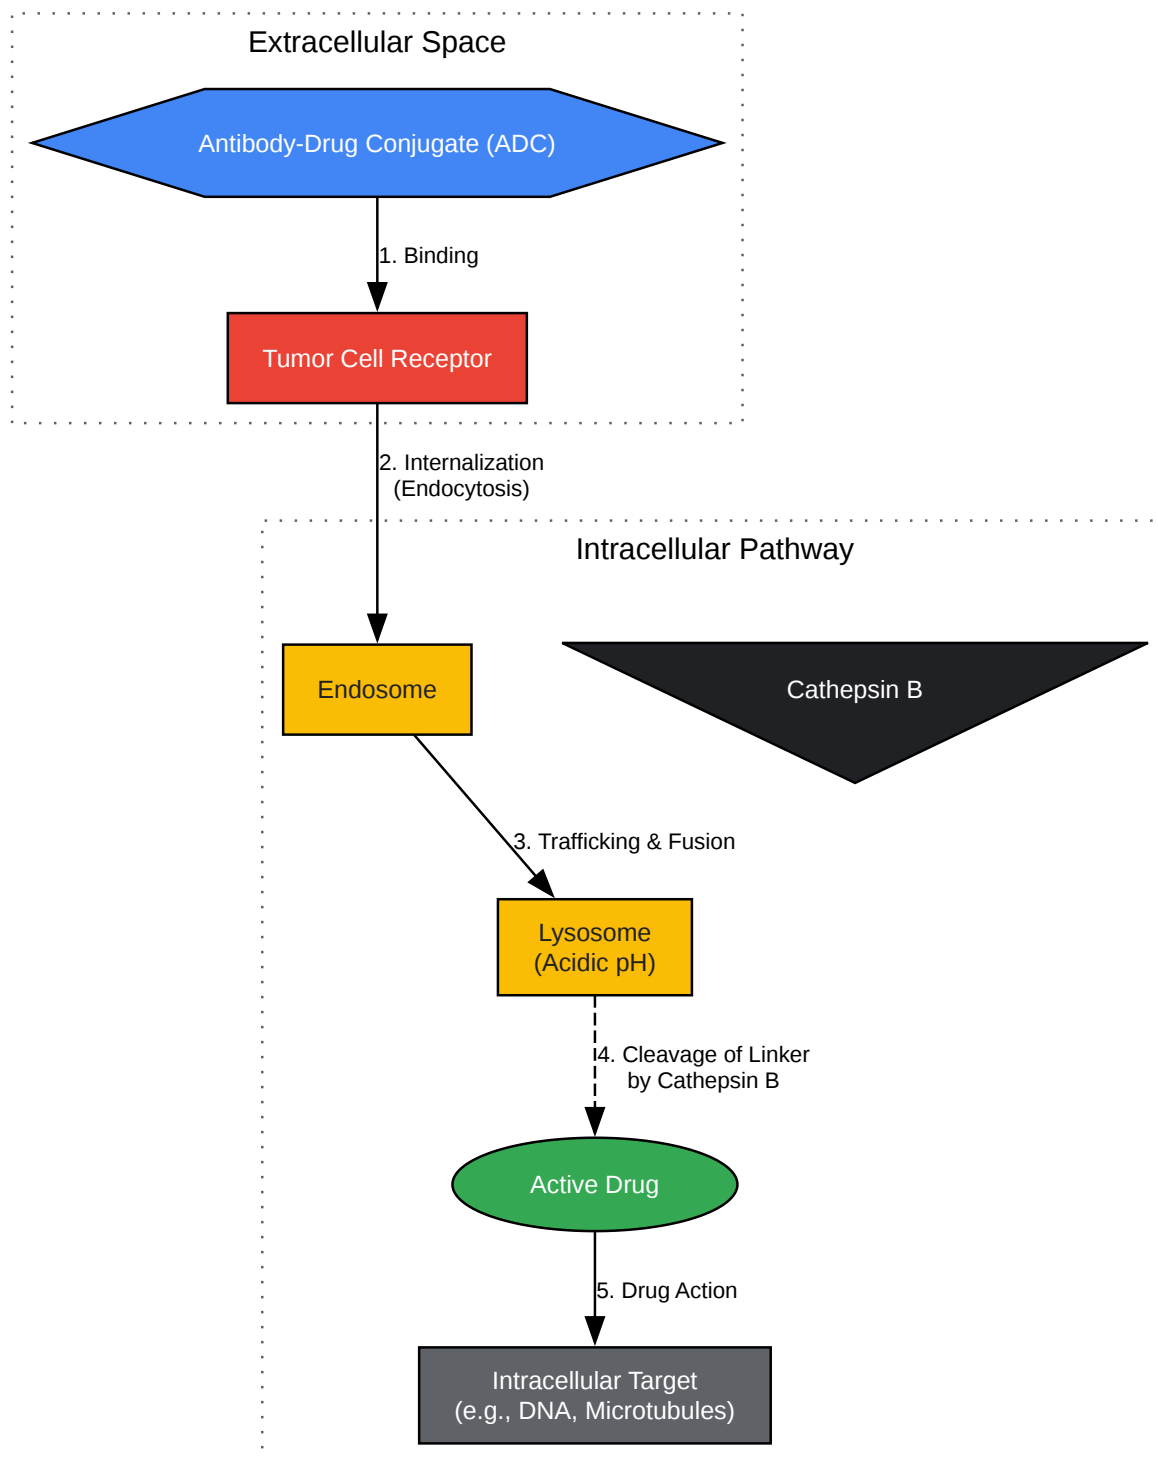 Extracellular Space
Antibody-Drug Conjugate (ADC)
1. Binding
Tumor Cell Receptor
2. Internalization
(Endocytosis)
Intracellular Pathway
Endosome
Cathepsin B
3. Trafficking & Fusion
Lysosome
(Acidic pH)
4. Cleavage of Linker
by Cathepsin B
Active Drug
5. Drug Action
Intracellular Target
(e.g., DNA, Microtubules)